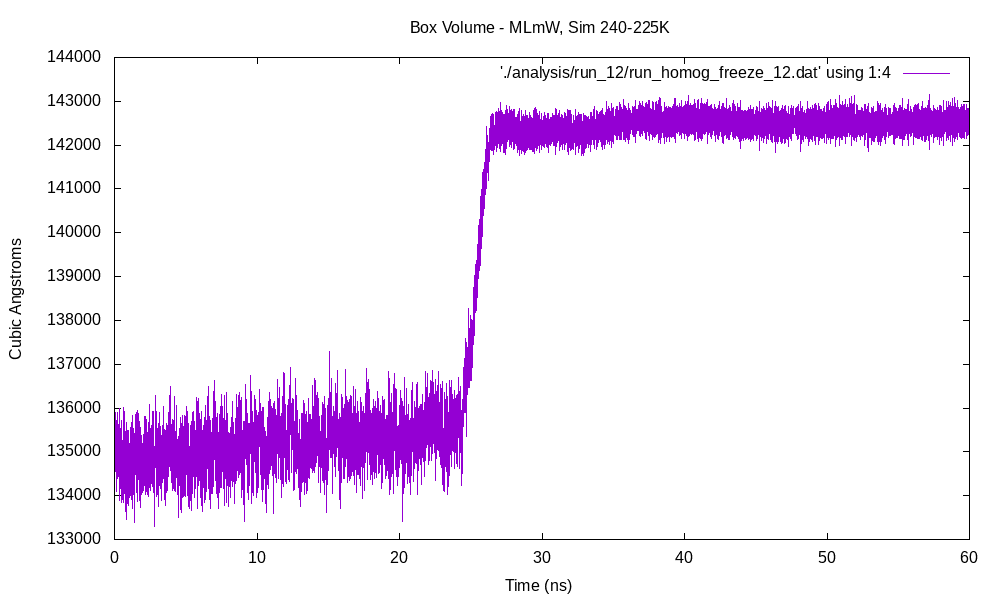 Box Volume - MLmW, Sim 240-225K
'./analysis/run_12/run_homog_freeze_12.dat' using 1:4
144000
143000
142000
141000
140000
139000
138000
137000
136000
135000
134000
133000
Cubic Angstroms
0 10 20 30 40 50 60
Time (ns)